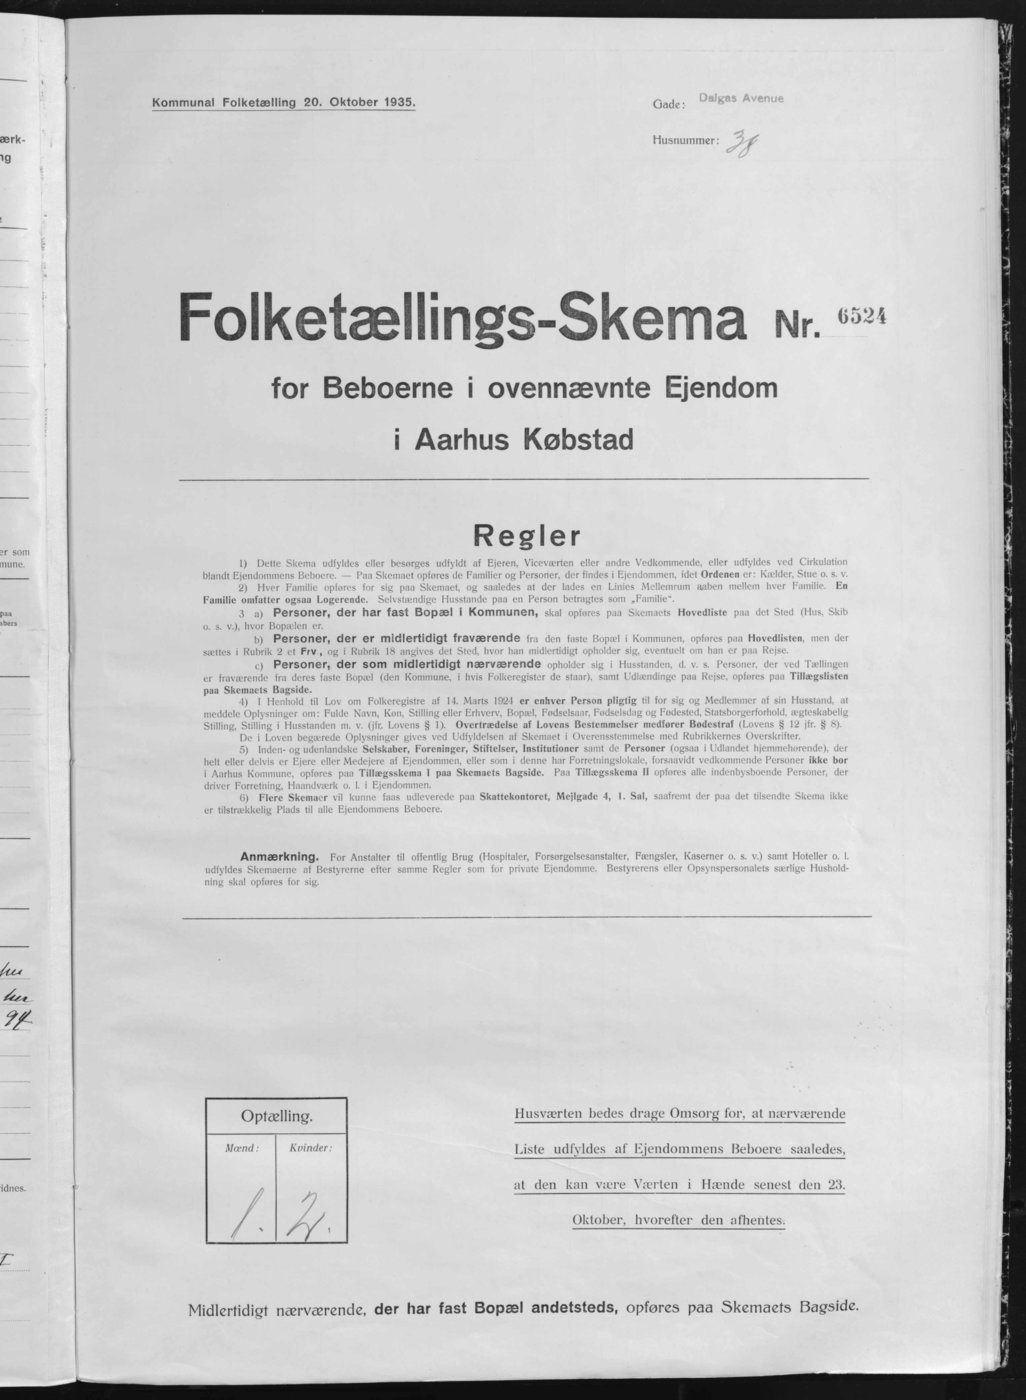 Kommunal Folketælling 20. Oktober 1935.
Gade: Dalgas Avenue
Husnummer: 38
Folketællings-Skema Nr. 6524
for Beboerne i ovennævnte Ejendom
i Aarhus Købstad
Regler
1) Dette Skema udfyldes eller besørges udfyldt af Ejeren, Viceværten eller andre Vedkommende, eller udfyldes ved Cirkulation
blandt Ejendommens Beboere. — Paa Skemaet opføres de Familier og Personer, der findes i Ejendommen, idet Ordenen er: Kælder, Stue o. s. v.
2) Hver Familie opføres for sig paa Skemaet, og saaledes at der lades en Linies Mellemrum aaben mellem hver Familie. En
Familie omfatter ogsaa Logerende. Selvstændige Husstande paa en Person betragtes som „Familie“.
3 a) Personer, der har fast Bopæl i Kommunen, skal opføres paa Skemaets Hovedliste paa det Sted (Hus, Skib
o. s. v.), hvor Bopælen er.
b) Personer, der er midlertidigt fraværende fra den faste Bopæl i Kommunen, opføres paa Hovedlisten, men der
sættes i Rubrik 2 et Frv., og i Rubrik 18 angives det Sted, hvor han midlertidigt opholder sig, eventuelt om han er paa Rejse.
c) Personer, der som midlertidigt nærværende opholder sig i Husstanden, d. v. s. Personer, der ved Tællingen
er fraværende fra deres faste Bopæl (den Kommune, i hvis Folkeregister de staar), samt Udlændinge paa Rejse, opføres paa Tillægslisten
paa Skemaets Bagside.
4) I Henhold til Lov om Folkeregistre af 14. Marts 1924 er enhver Person pligtig til for sig og Medlemmer af sin Husstand, at
meddele Oplysninger om: Fulde Navn, Køn, Stilling eller Erhverv, Bopæl, Fødselsaar, Fødselsdag og Fødested, Statsborgerforhold, ægteskabelig
Stilling, Stilling i Husstanden m. v. (jfr. Lovens § 1). Overtrædelse af Lovens Bestemmelser medfører Bødestraf (Lovens § 12 jfr. § 8).
De i Loven begærede Oplysninger gives ved Udfyldelsen af Skemaet i Overensstemmelse med Rubrikkernes Overskrifter.
5) Inden- og udenlandske Selskaber, Foreninger, Stiftelser, Institutioner samt de Personer (ogsaa i Udlandet hjemmehørende), der
helt eller delvis er Ejere eller Medejere af Ejendommen, eller som i denne har Forretningslokale, forsaavidt vedkommende Personer ikke bor
i Aarhus Kommune, opføres paa Tillægsskema I paa Skemaets Bagside. Paa Tillægsskema II opføres alle indenbysboende Personer, der
driver Forretning, Haandværk o. l. i Ejendommen.
6) Flere Skemaer vil kunne faas udleverede paa Skattekontoret, Mejlgade 4, 1. Sal, saafremt der paa det tilsendte Skema ikke
er tilstrækkelig Plads til alle Ejendommens Beboere.
Anmærkning. For Anstalter til offentlig Brug (Hospitaler, Forsørgelsesanstalter, Fængsler, Kaserner o. s. v.) samt Hoteller o. l.
udfyldes Skemaerne af Bestyrerne efter samme Regler som for private Ejendomme. Bestyrerens eller Opsynspersonalets særlige Hushold-
ning skal opføres for sig.
Optælling.
Mænd: Kvinder:
1. 2.
Husværten bedes drage Omsorg for, at nærværende
Liste udfyldes af Ejendommens Beboere saaledes,
at den kan være Værten i Hænde senest den 23.
Oktober, hvorefter den afhentes.
Midlertidigt nærværende, der har fast Bopæl andetsteds, opføres paa Skemaets Bagside.